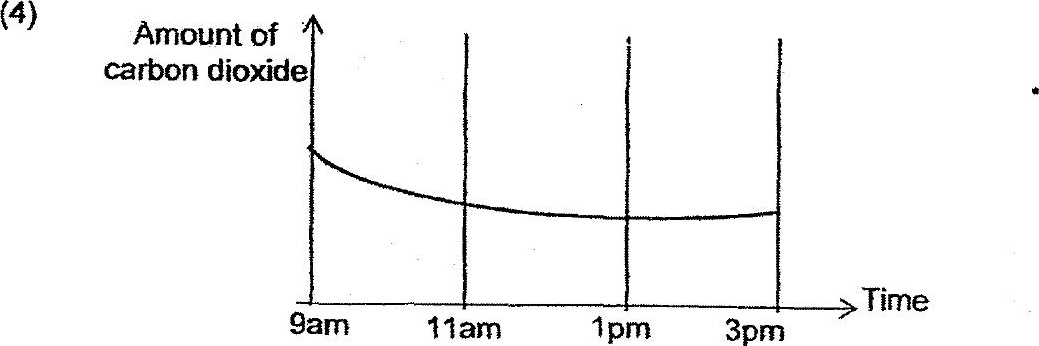 (4)
Amount of
carbon dioxide
Time
9am
11am
1pm
3pm